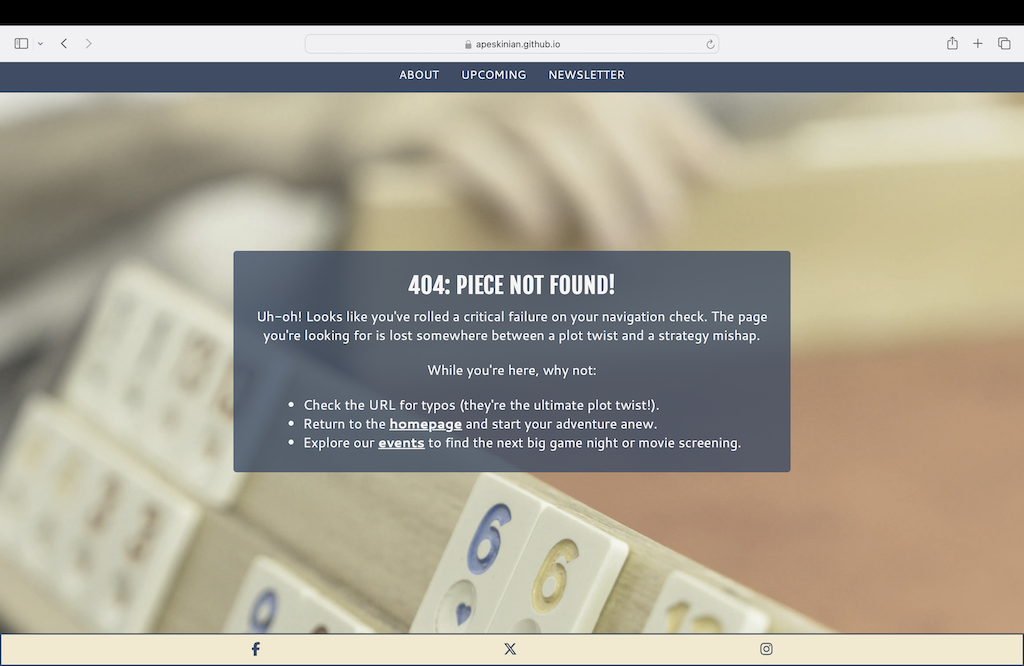 apeskinian.github.io
ABOUT UPCOMING NEWSLETTER
404: PIECE NOT FOUND!
Uh-oh! Looks like you've rolled a critical failure on your navigation check. The page
you're looking for is lost somewhere between a plot twist and a strategy mishap.
While you're here, why not:
• Check the URL for typos (they're the ultimate plot twist!).
• Return to the homepage and start your adventure anew.
• Explore our events to find the next big game night or movie screening.
6 6
9